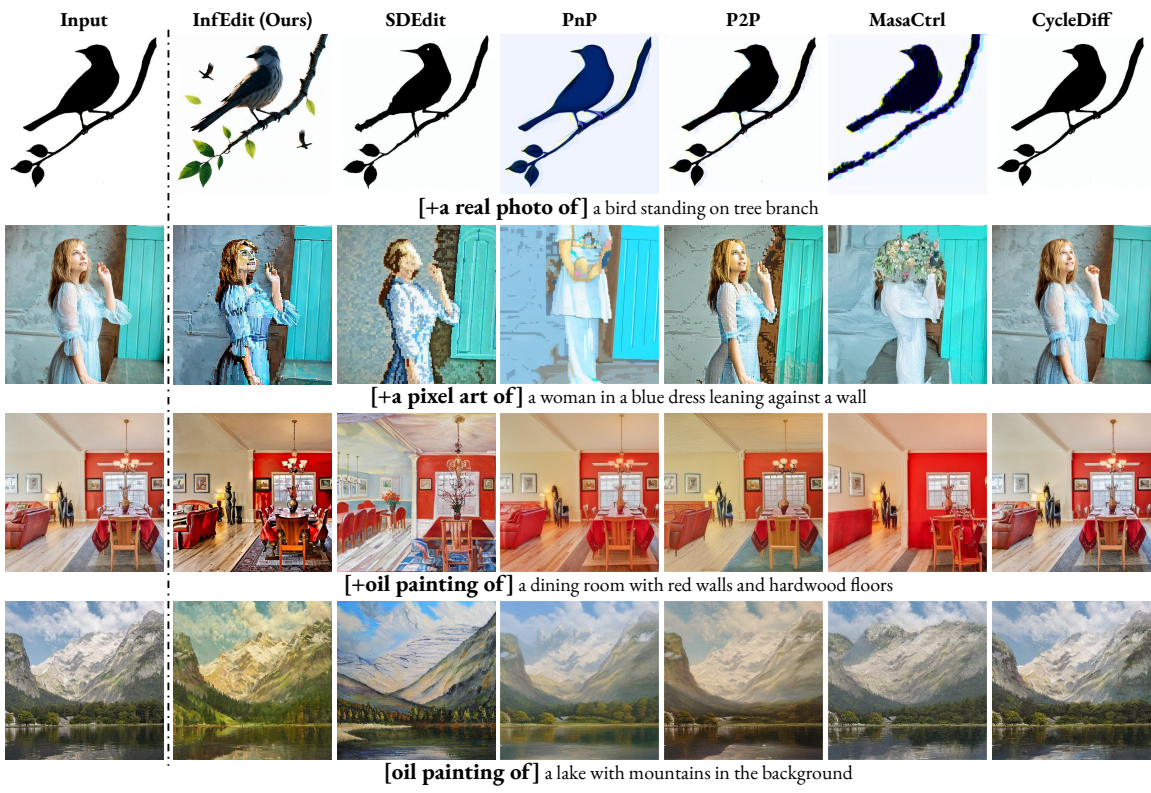 Input InfEdit (Ours) SDEdit PnP P2P MasaCtrl CycleDiff
[+a real photo of] a bird standing on tree branch
[+a pixel art of] a woman in a blue dress leaning against a wall
[+oil painting of] a dining room with red walls and hardwood floors
[oil painting of] a lake with mountains in the background